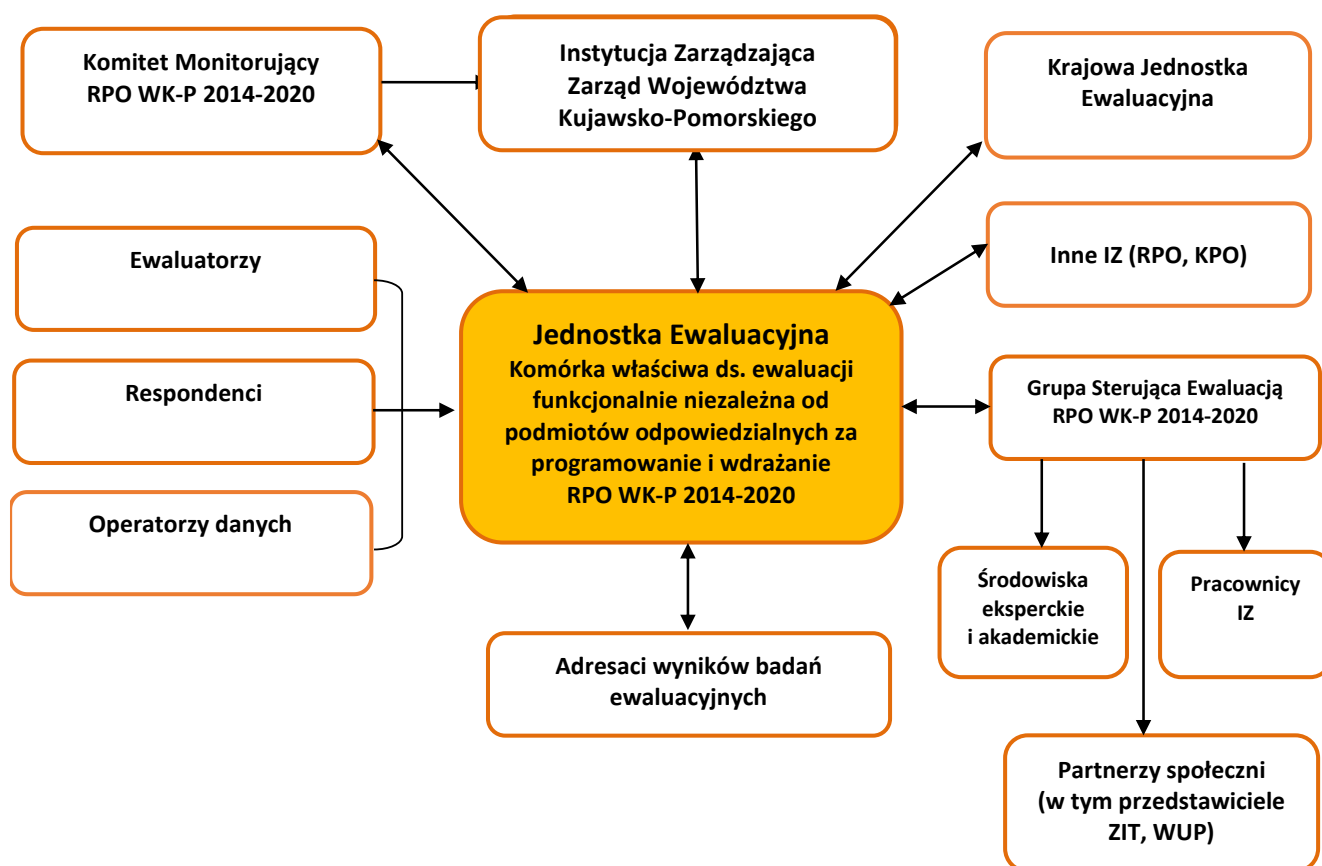 Komitet Monitorujący
RPO WK-P 2014-2020
Instytucja Zarządzająca
Zarząd Województwa
Kujawsko-Pomorskiego
Krajowa Jednostka
Ewaluacyjna
Ewaluatorzy
Inne IZ (RPO, KPO)
Jednostka Ewaluacyjna
Komórka właściwa ds. ewaluacji
funkcjonalnie niezależna od
podmiotów odpowiedzialnych za
programowanie i wdrażanie
RPO WK-P 2014-2020
Respondenci
Grupa Sterująca Ewaluacją
RPO WK-P 2014-2020
Operatorzy danych
Środowiska
eksperckie
i akademickie
Pracownicy
IZ
Adresaci wyników badań
ewaluacyjnych
Partnerzy społeczni
(w tym przedstawiciele
ZIT, WUP)